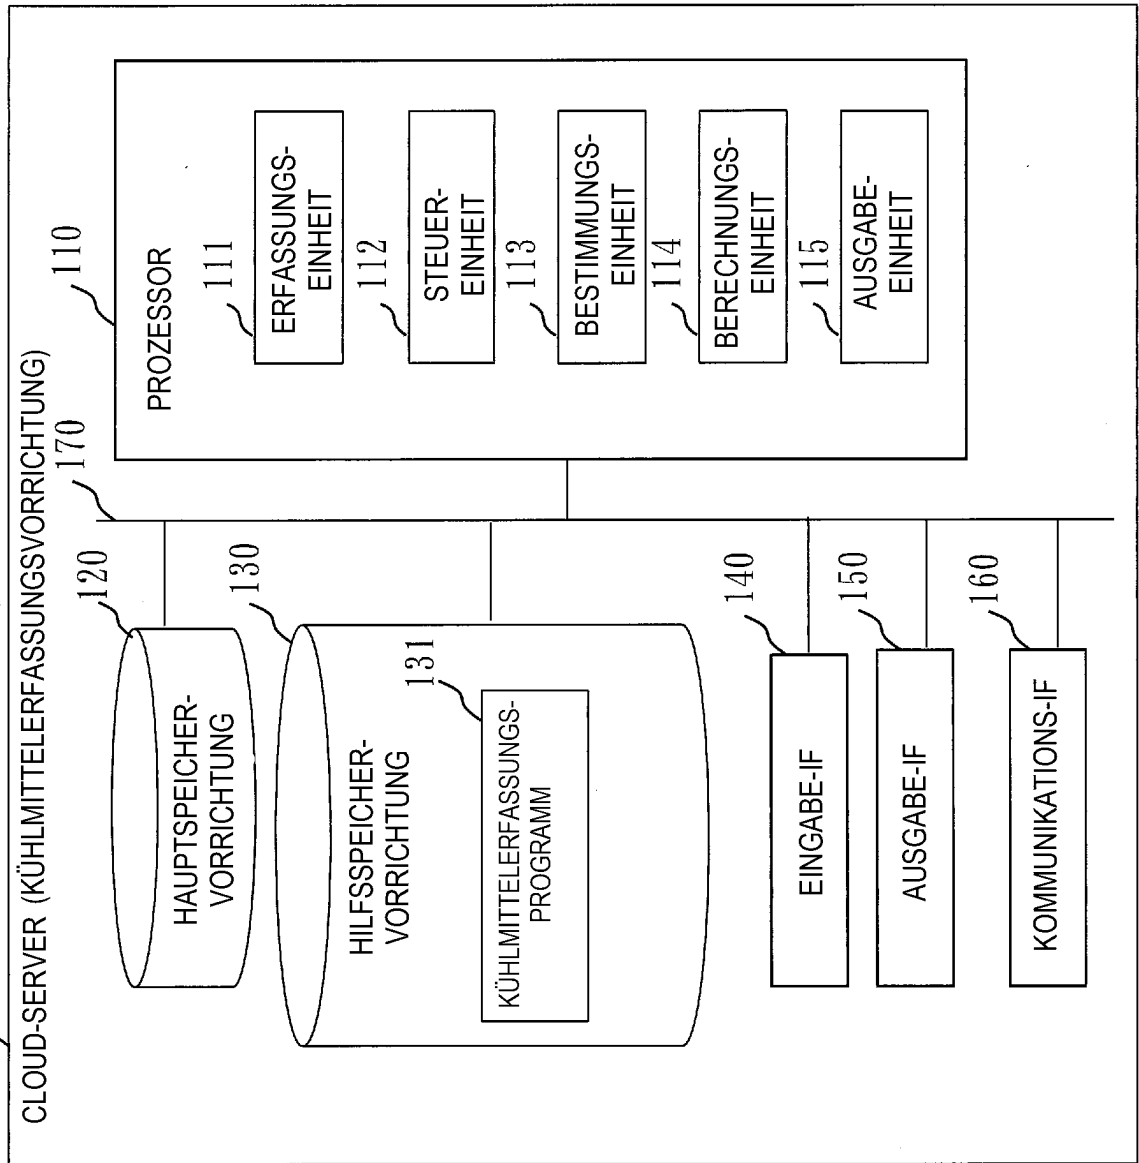 CLOUD-SERVER (KÜHLMITTELERFASSUNGSVORRICHTUNG)
170
110
PROZESSOR
111
ERFASSUNGS-
EINHEIT
112
STEUER-
EINHEIT
113
BESTIMMUNGS-
EINHEIT
114
BERECHNUNGS-
EINHEIT
115
AUSGABE-
EINHEIT
120
HAUPTSPEICHER-
VORRICHTUNG
130
HILFSSPEICHER-
VORRICHTUNG
131
KÜHLMITTELERFASSUNGS-
PROGRAMM
140
EINGABE-IF
150
AUSGABE-IF
160
KOMMUNIKATIONS-IF